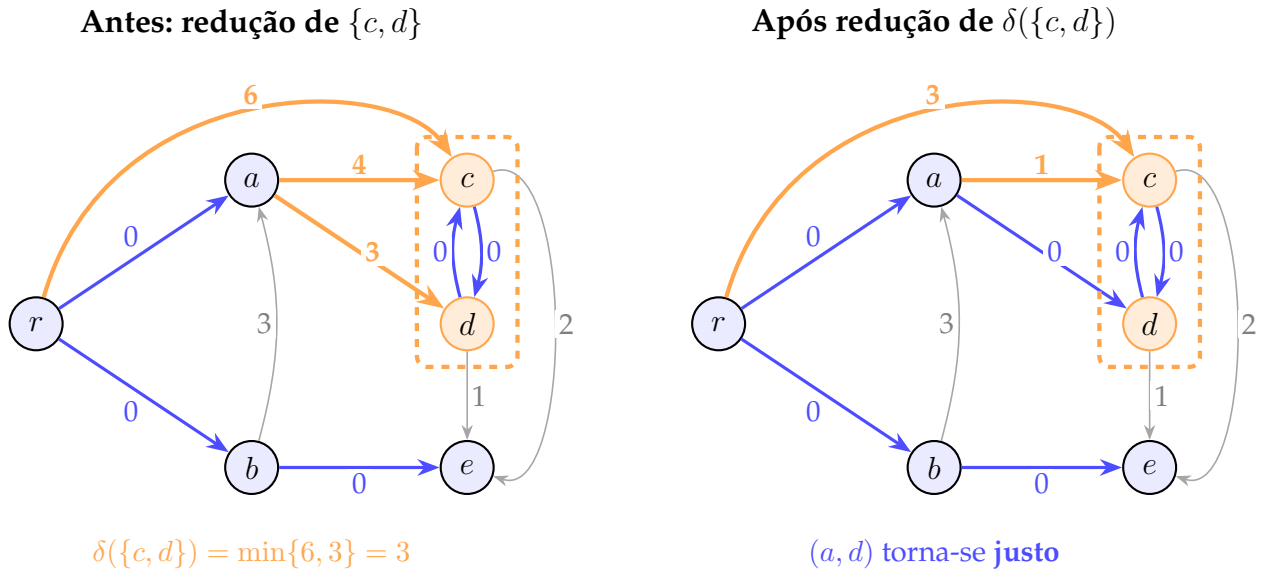 Antes: redução de {c, d}
6
a
4
c
0
3
0
0
r
3
d
2
0
1
b
0
e
δ({c, d}) = min{6, 3} = 3
Após redução de δ({c, d})
3
a
1
c
0
0
0
0
r
3
d
2
0
1
b
0
e
(a, d) torna-se justo